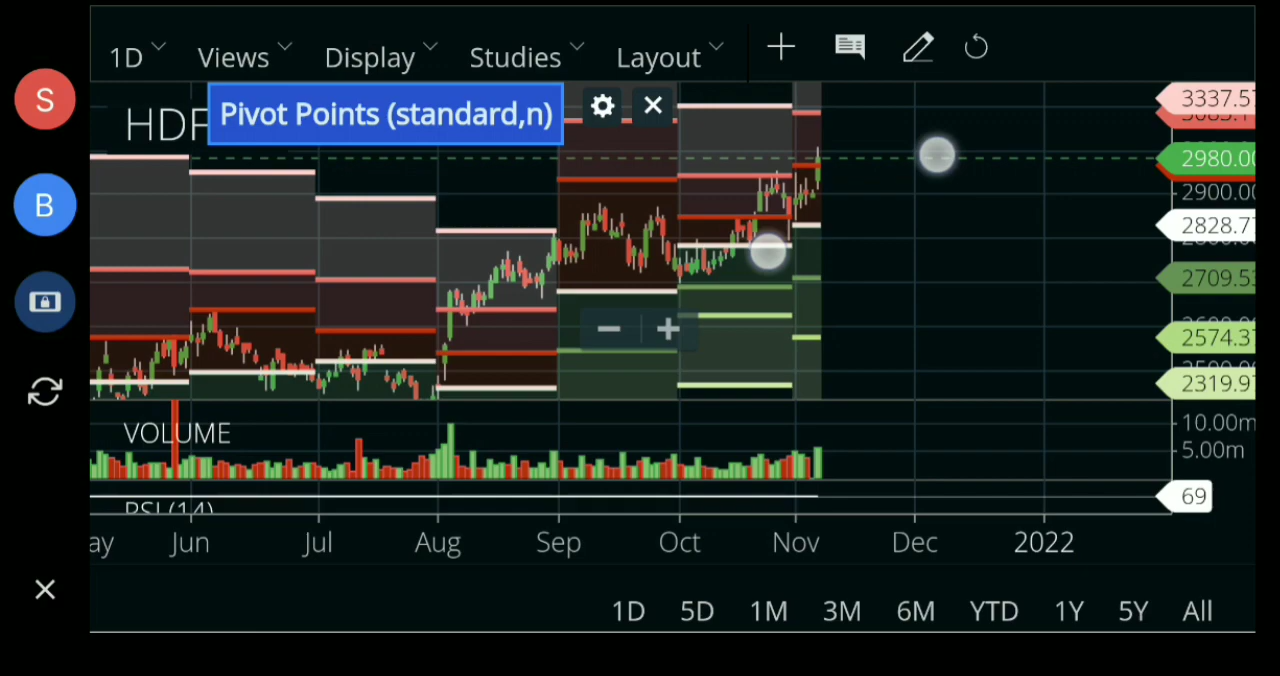 1D Views Display Studies Layout
S
HDF
Pivot Points (standard,n)
3337.57
2980.00
2900.00
B
2828.77
2709.53
2574.37
2319.97
VOLUME
10.00m
5.00m
69
RSI(14)
Jun Jul Aug Sep Oct Nov Dec 2022
1D 5D 1M 3M 6M YTD 1Y 5Y All